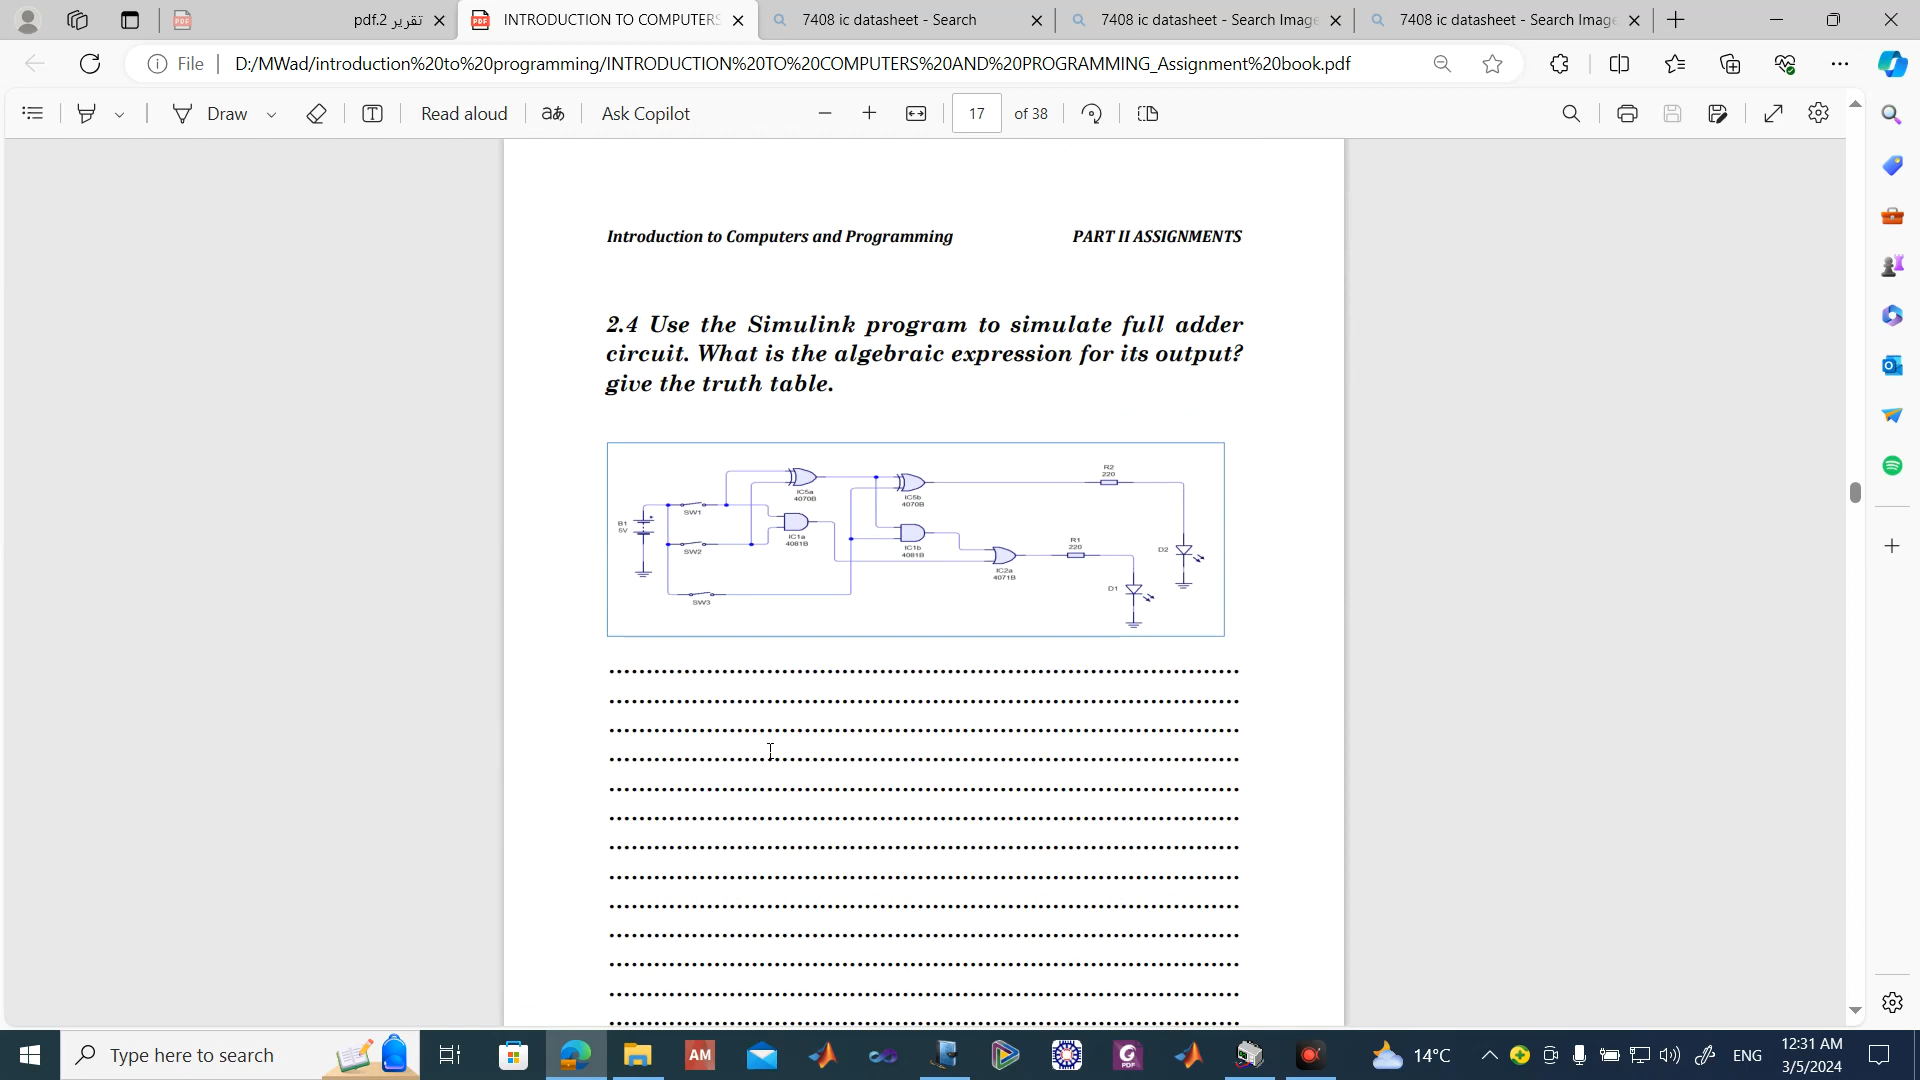 تقرير 2.pdf
INTRODUCTION TO COMPUTERS
7408 ic datasheet - Search
7408 ic datasheet - Search Image
7408 ic datasheet - Search Image
File
D:/MWad/introduction%20to%20programming/INTRODUCTION%20TO%20COMPUTERS%20AND%20PROGRAMMING_Assignment%20book.pdf
Draw
Read aloud
aあ
Ask Copilot
17 of 38
Introduction to Computers and Programming PART II ASSIGNMENTS
2.4 Use the Simulink program to simulate full adder
circuit. What is the algebraic expression for its output?
give the truth table.
B1
5V
SW1
SW2
SW3
IC5a
4070B
IC1a
4081B
IC5b
4070B
IC1b
4081B
IC2a
4071B
R1
220
R2
220
D1
D2
Type here to search
AM
PDF
14°C
ENG
12:31 AM
3/5/2024